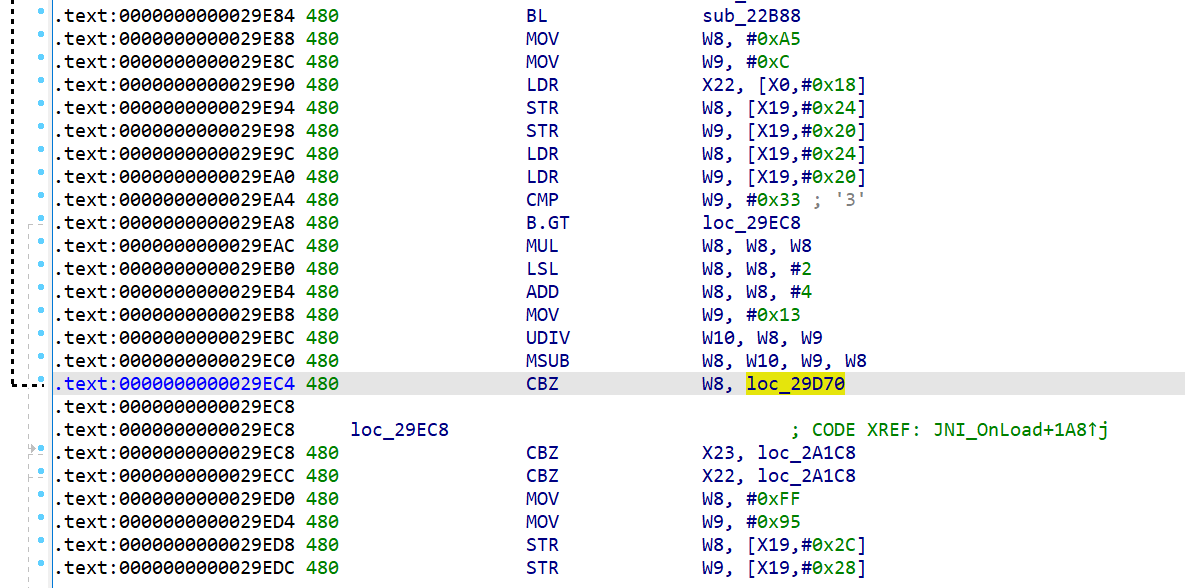 .text:0000000000029E84 480 BL sub_22B88
.text:0000000000029E88 480 MOV W8, #0xA5
.text:0000000000029E8C 480 MOV W9, #0xC
.text:0000000000029E90 480 LDR X22, [X0,#0x18]
.text:0000000000029E94 480 STR W8, [X19,#0x24]
.text:0000000000029E98 480 STR W9, [X19,#0x20]
.text:0000000000029E9C 480 LDR W8, [X19,#0x24]
.text:0000000000029EA0 480 LDR W9, [X19,#0x20]
.text:0000000000029EA4 480 CMP W9, #0x33 ; '3'
.text:0000000000029EA8 480 B.GT loc_29EC8
.text:0000000000029EAC 480 MUL W8, W8, W8
.text:0000000000029EB0 480 LSL W8, W8, #2
.text:0000000000029EB4 480 ADD W8, W8, #4
.text:0000000000029EB8 480 MOV W9, #0x13
.text:0000000000029EBC 480 UDIV W10, W8, W9
.text:0000000000029EC0 480 MSUB W8, W10, W9, W8
.text:0000000000029EC4 480 CBZ W8, loc_29D70
.text:0000000000029EC8
.text:0000000000029EC8 loc_29EC8 ; CODE XREF: JNI_OnLoad+1A8↑j
.text:0000000000029EC8 480 CBZ X23, loc_2A1C8
.text:0000000000029ECC 480 CBZ X22, loc_2A1C8
.text:0000000000029ED0 480 MOV W8, #0xFF
.text:0000000000029ED4 480 MOV W9, #0x95
.text:0000000000029ED8 480 STR W8, [X19,#0x2C]
.text:0000000000029EDC 480 STR W9, [X19,#0x28]